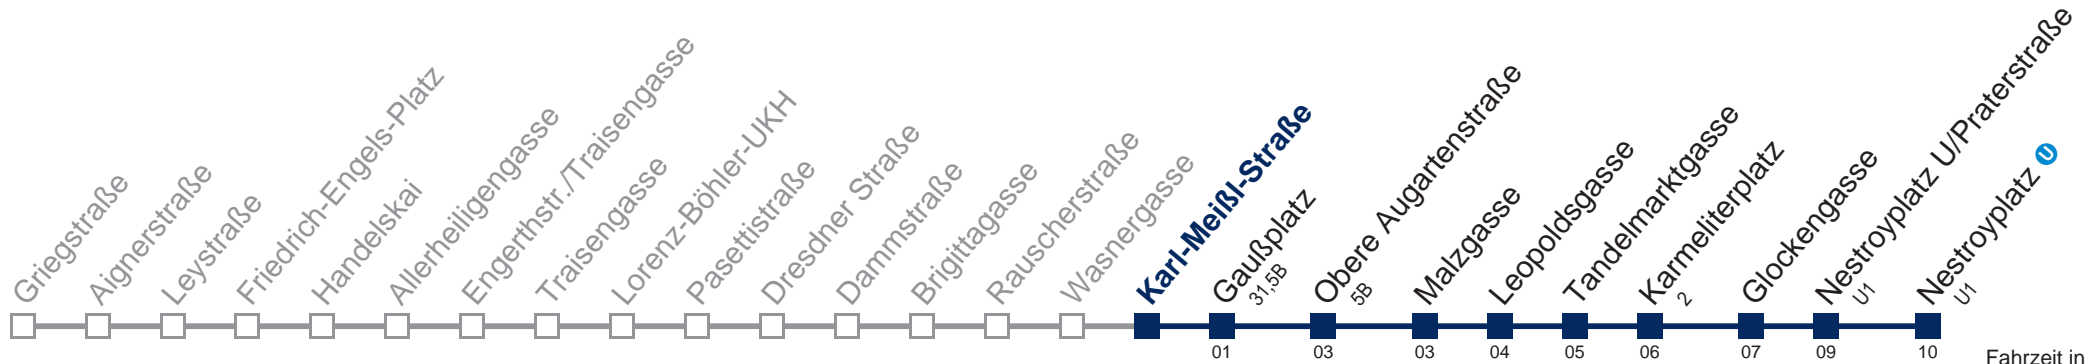 Griegstraße
Aignerstraße
Leystraße
Friedrich-Engels-Platz
Handelskai
Allerheiligengasse
Engerthstr./Traisengasse
Traisengasse
Lorenz-Böhler-UKH
Pasettistraße
Dresdner Straße
Dammstraße
Brigittagasse
Rauscherstraße
Wasnergasse
Karl-Meißl-Straße
Gaußplatz
31,5B
Obere Augartenstraße
5B
Malzgasse
Leopoldsgasse
Tandelmarktgasse
Karmeliterplatz
2
Glockengasse
Nestroyplatz U/Praterstraße
U1
Nestroyplatz U
U1
01 03 03 04 05 06 07 09 10
Fahrzeit in